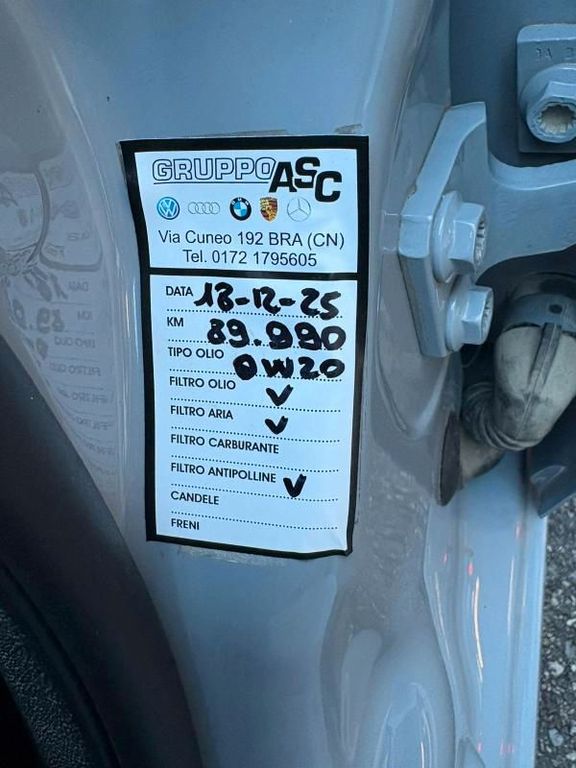 GRUPPO ASC
Via Cuneo 192 BRA (CN)
Tel. 0172 1795605
DATA 18-12-25
KM 89.990
TIPO OLIO 0W20
FILTRO OLIO V
FILTRO ARIA V
FILTRO CARBURANTE
FILTRO ANTIPOLLINE V
CANDELE
FRENI